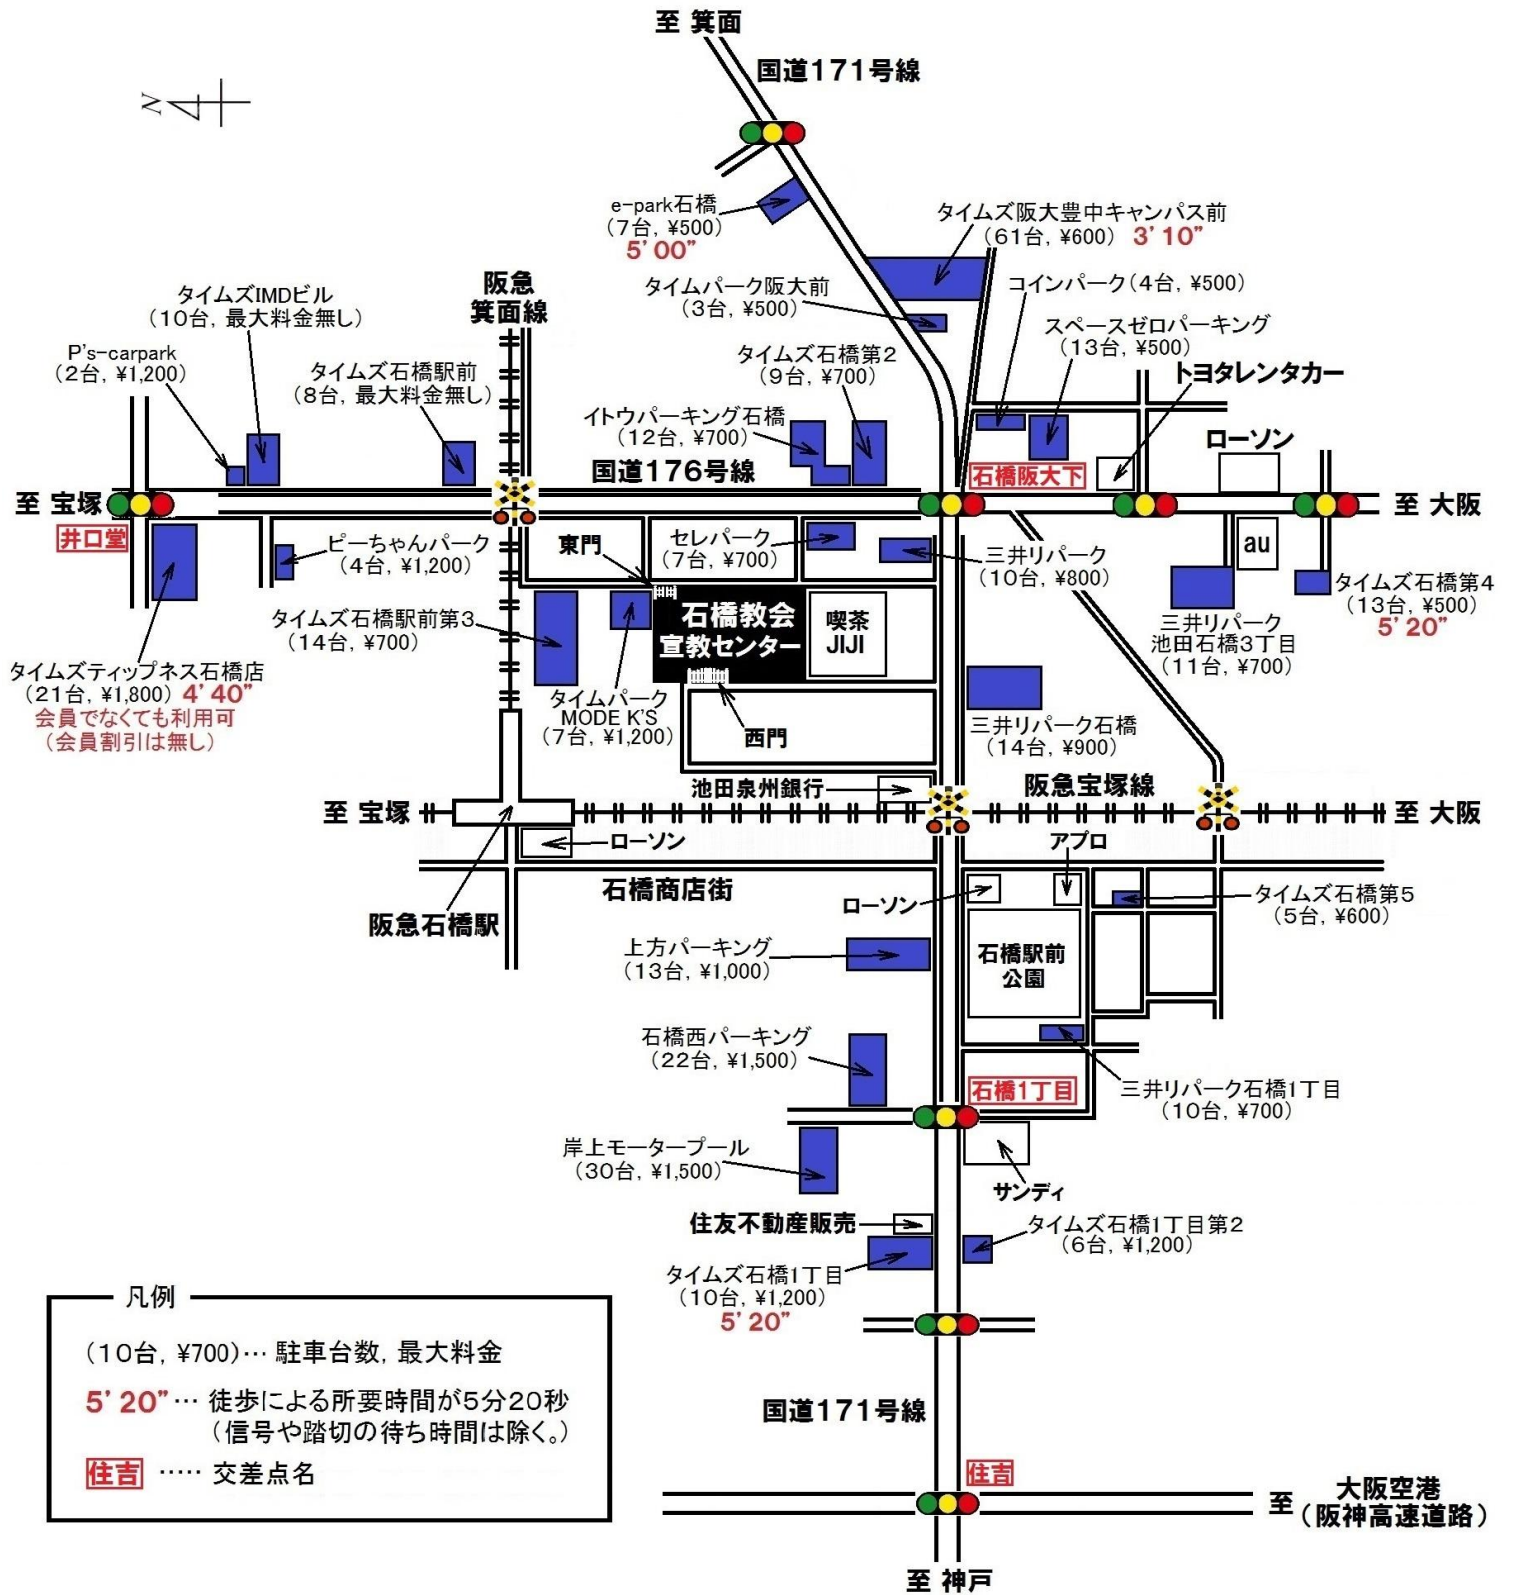 至 箕面
国道171号線
N
e-park石橋
(7台, ¥500)
5’00”
タイムズ阪大豊中キャンパス前
(61台, ¥600) 3’10”
阪急
箕面線
タイムパーク阪大前
(3台, ¥500)
コインパーク(4台, ¥500)
タイムズIMDビル
(10台, 最大料金無し)
スペースゼロパーキング
(13台, ¥500)
P's-carpark
(2台, ¥1,200)
タイムズ石橋駅前
(8台, 最大料金無し)
タイムズ石橋第2
(9台, ¥700)
トヨタレンタカー
イトウパーキング石橋
(12台, ¥700)
ローソン
国道176号線
石橋阪大下
至 宝塚
至 大阪
井口堂
ピーちゃんパーク
(4台, ¥1,200)
東門
セレパーク
(7台, ¥700)
三井リパーク
(10台, ¥800)
au
タイムズ石橋第4
(13台, ¥500)
5’20”
タイムズ石橋駅前第3
(14台, ¥700)
石橋教会
宣教センター
喫茶
JIJI
三井リパーク
池田石橋3丁目
(11台, ¥700)
タイムズティップネス石橋店
(21台, ¥1,800) 4’40”
会員でなくても利用可
(会員割引は無し)
タイムパーク
MODE K'S
(7台, ¥1,200)
西門
三井リパーク石橋
(14台, ¥900)
池田泉州銀行
阪急宝塚線
至 宝塚
至 大阪
ローソン
アプロ
石橋商店街
阪急石橋駅
ローソン
タイムズ石橋第5
(5台, ¥600)
上方パーキング
(13台, ¥1,000)
石橋駅前
公園
石橋西パーキング
(22台, ¥1,500)
石橋1丁目
三井リパーク石橋1丁目
(10台, ¥700)
岸上モータープール
(30台, ¥1,500)
サンディ
住友不動産販売
タイムズ石橋1丁目第2
(6台, ¥1,200)
タイムズ石橋1丁目
(10台, ¥1,200)
5’20”
凡例
(10台, ¥700)… 駐車台数, 最大料金
5’20”… 徒歩による所要時間が5分20秒
(信号や踏切の待ち時間は除く。)
住吉 ‥‥‥ 交差点名
国道171号線
住吉
至 大阪空港
(阪神高速道路)
至 神戸